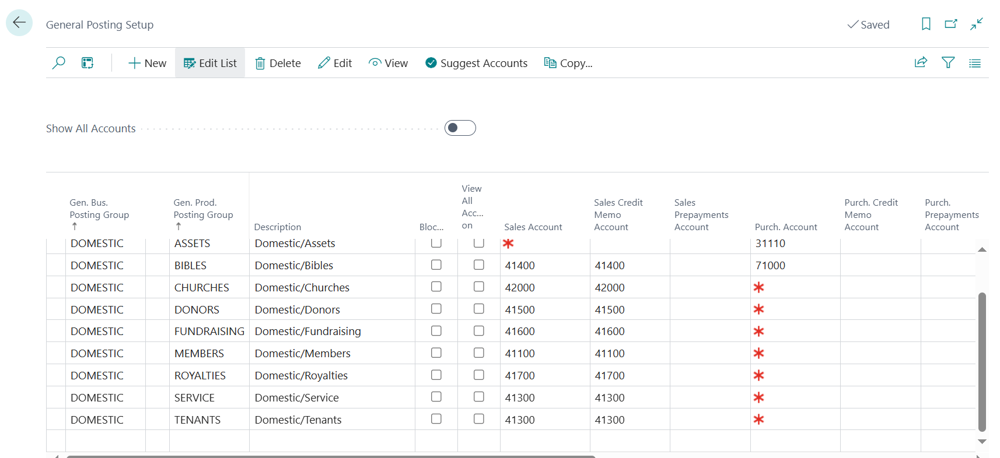 General Posting Setup
Saved
New
Edit List
Delete
Edit
View
Suggest Accounts
Copy...
Show All Accounts
Gen. Bus. Posting Group
Gen. Prod. Posting Group
Description
Bloc...
View All Acc... on
Sales Account
Sales Credit Memo Account
Sales Prepayments Account
Purch. Account
Purch. Credit Memo Account
Purch. Prepayments Account
DOMESTIC ASSETS Domestic/Assets 31110
DOMESTIC BIBLES Domestic/Bibles 41400 41400 71000
DOMESTIC CHURCHES Domestic/Churches 42000 42000
DOMESTIC DONORS Domestic/Donors 41500 41500
DOMESTIC FUNDRAISING Domestic/Fundraising 41600 41600
DOMESTIC MEMBERS Domestic/Members 41100 41100
DOMESTIC ROYALTIES Domestic/Royalties 41700 41700
DOMESTIC SERVICE Domestic/Service 41300 41300
DOMESTIC TENANTS Domestic/Tenants 41300 41300